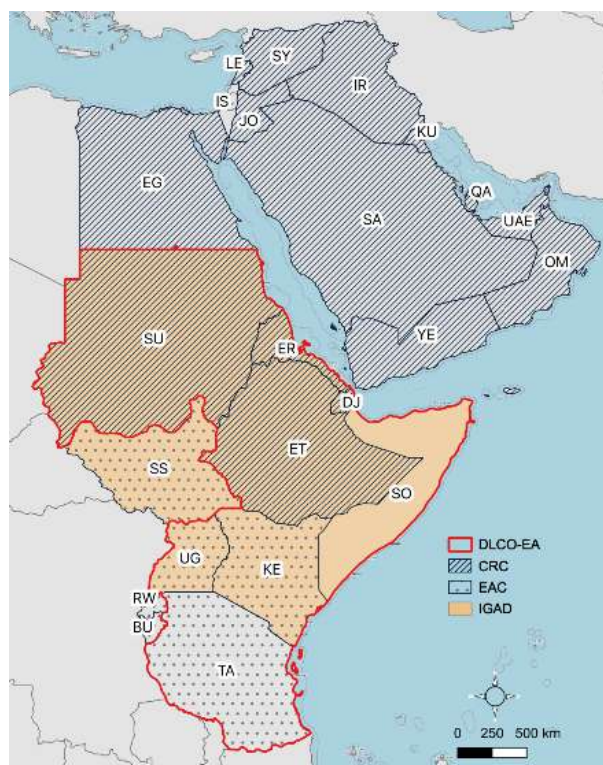 LE
SY
IS
JO
IR
KU
EG
SA
QA
UAE
OM
YE
SU
ER
DJ
SS
ET
SO
UG
KE
RW
BU
TA
DLCO-EA
CRC
EAC
IGAD
0 250 500 km